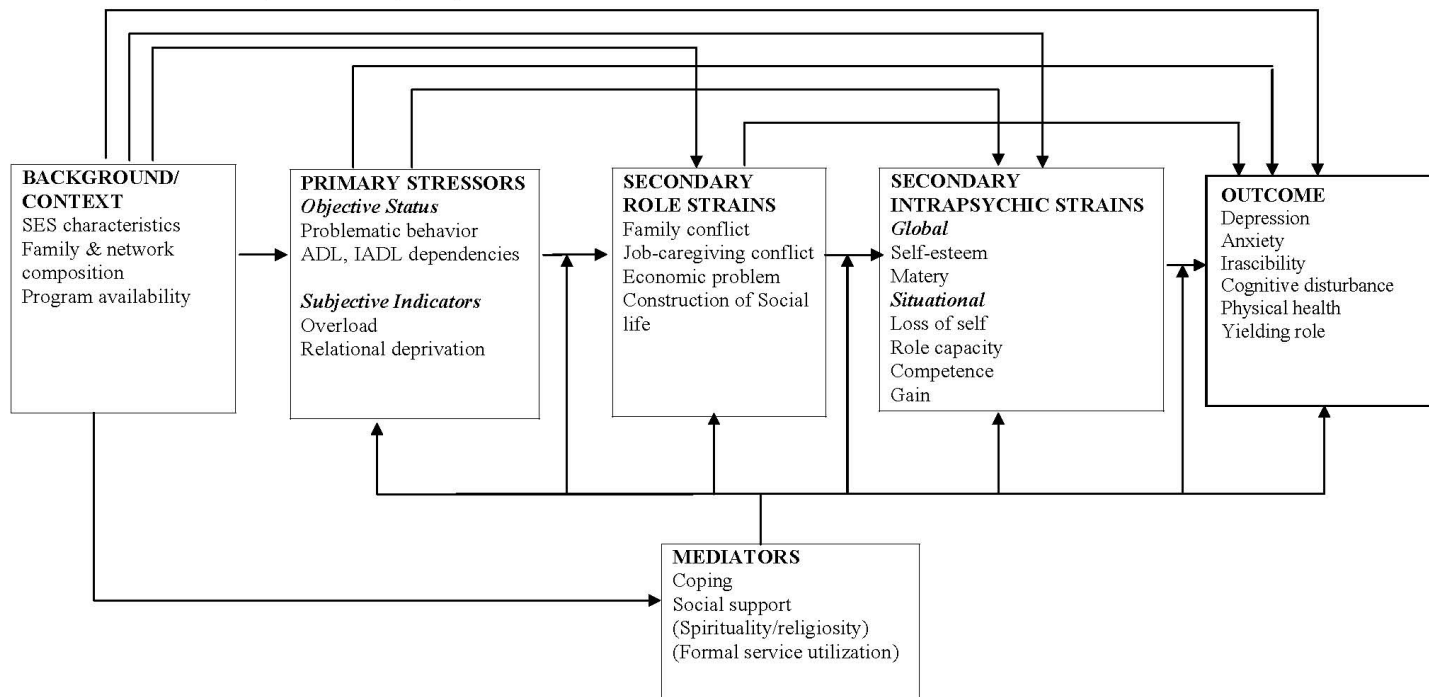 BACKGROUND/
CONTEXT
SES characteristics
Family & network
composition
Program availability
PRIMARY STRESSORS
Objective Status
Problematic behavior
ADL, IADL dependencies
Subjective Indicators
Overload
Relational deprivation
SECONDARY
ROLE STRAINS
Family conflict
Job-caregiving conflict
Economic problem
Construction of Social
life
SECONDARY
INTRAPSYCHIC STRAINS
Global
Self-esteem
Matery
Situational
Loss of self
Role capacity
Competence
Gain
OUTCOME
Depression
Anxiety
Irascibility
Cognitive disturbance
Physical health
Yielding role
MEDIATORS
Coping
Social support
(Spirituality/religiosity)
(Formal service utilization)